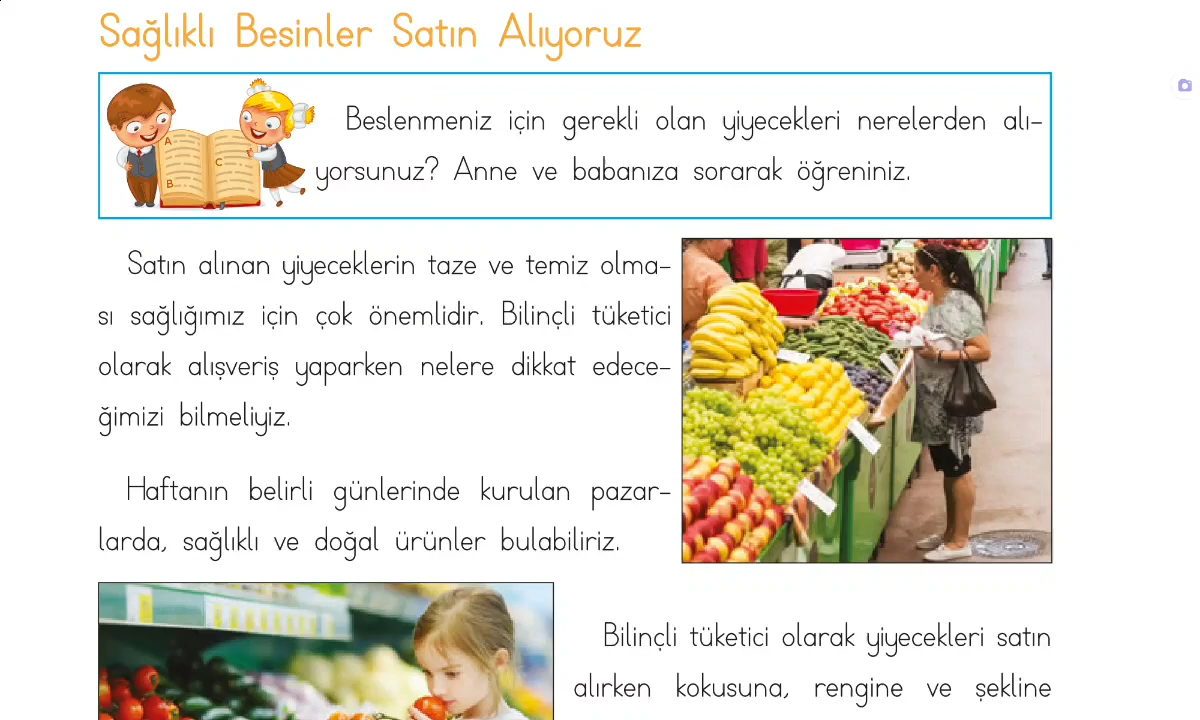 Sağlıklı Besinler Satın Alıyoruz
A
B
C
Beslenmeniz için gerekli olan yiyecekleri nerelerden alı-
yorsunuz? Anne ve babanıza sorarak öğreniniz.
Satın alınan yiyeceklerin taze ve temiz olma-
sı sağlığımız için çok önemlidir. Bilinçli tüketici
olarak alışveriş yaparken nelere dikkat edece-
ğimizi bilmeliyiz.
Haftanın belirli günlerinde kurulan pazar-
larda, sağlıklı ve doğal ürünler bulabiliriz.
Bilinçli tüketici olarak yiyecekleri satın
alırken kokusuna, rengine ve şekline